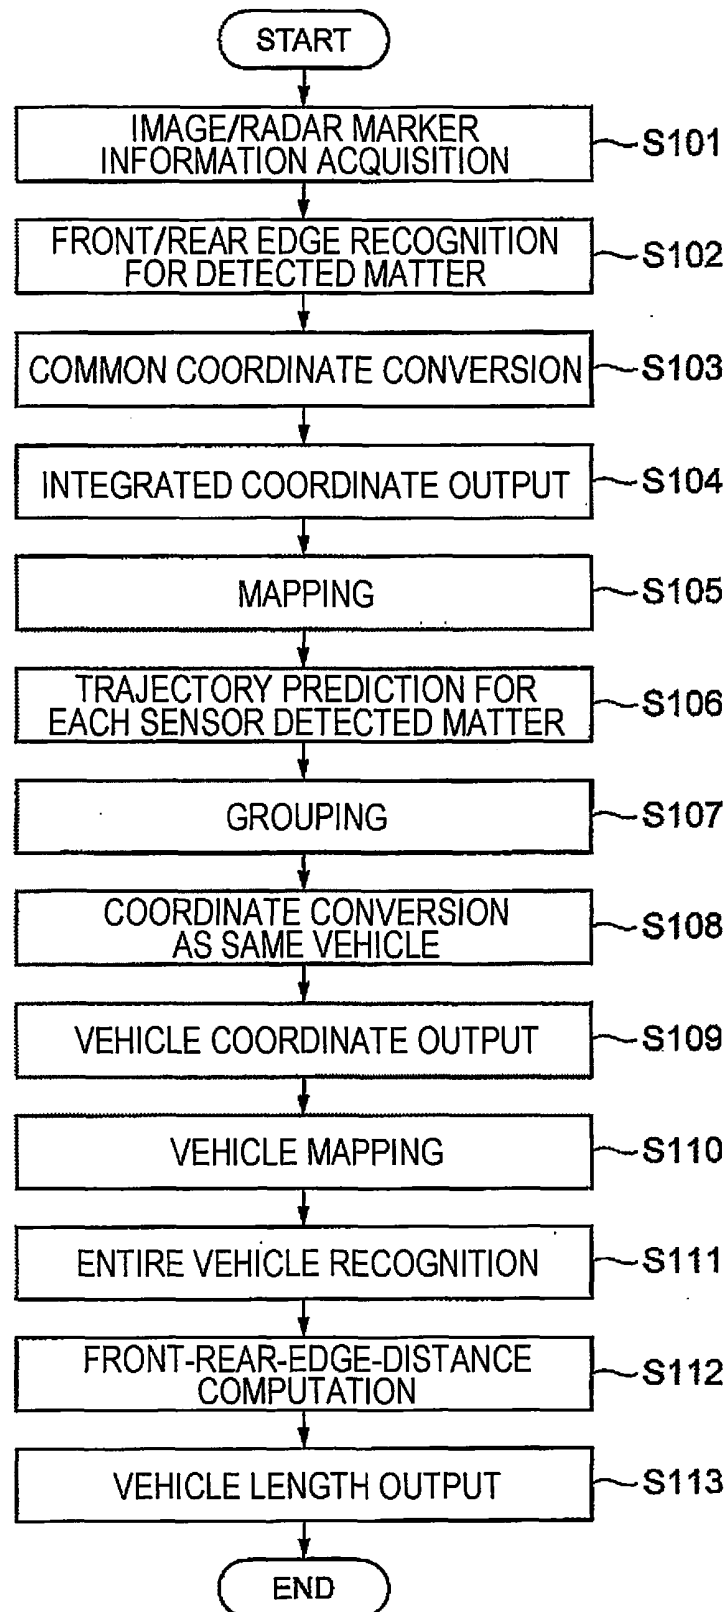 START
IMAGE/RADAR MARKER
INFORMATION ACQUISITION
S101
FRONT/REAR EDGE RECOGNITION
FOR DETECTED MATTER
S102
COMMON COORDINATE CONVERSION
S103
INTEGRATED COORDINATE OUTPUT
S104
MAPPING
S105
TRAJECTORY PREDICTION FOR
EACH SENSOR DETECTED MATTER
S106
GROUPING
S107
COORDINATE CONVERSION
AS SAME VEHICLE
S108
VEHICLE COORDINATE OUTPUT
S109
VEHICLE MAPPING
S110
ENTIRE VEHICLE RECOGNITION
S111
FRONT-REAR-EDGE-DISTANCE
COMPUTATION
S112
VEHICLE LENGTH OUTPUT
S113
END